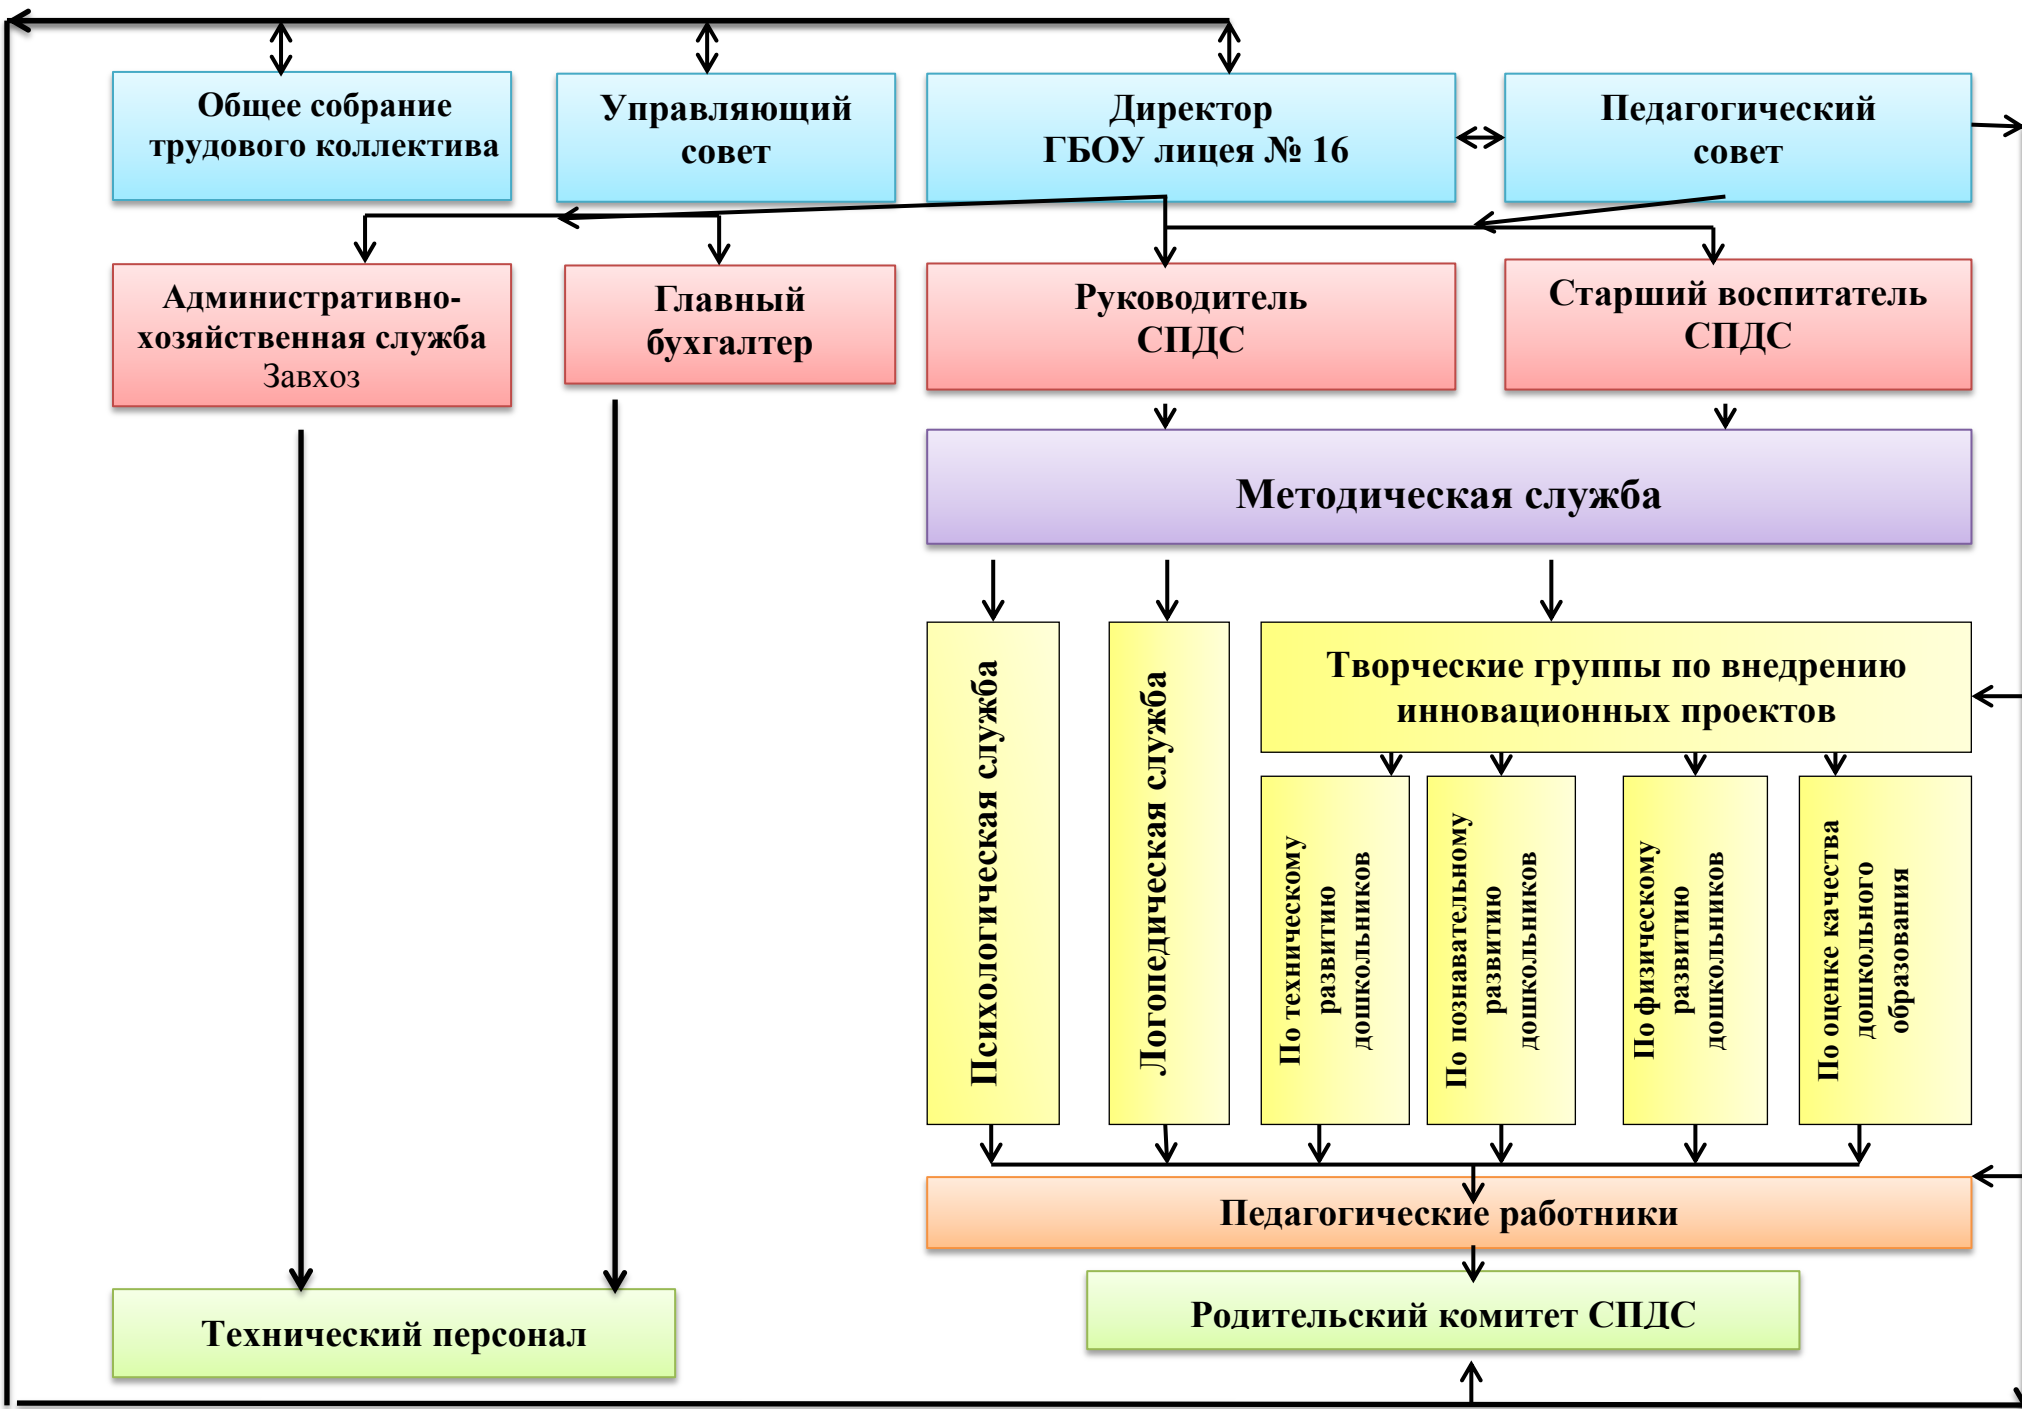 Общее собрание
трудового коллектива
Управляющий
совет
Директор
ГБОУ лицея № 16
Педагогический
совет
Административно-
хозяйственная служба
Завхоз
Главный
бухгалтер
Руководитель
СПДС
Старший воспитатель
СПДС
Методическая служба
Психологическая служба
Логопедическая служба
Творческие группы по внедрению
инновационных проектов
По техническому
развитию
дошкольников
По познавательному
развитию
дошкольников
По физическому
развитию
дошкольников
По оценке качества
дошкольного
образования
Педагогические работники
Родительский комитет СПДС
Технический персонал